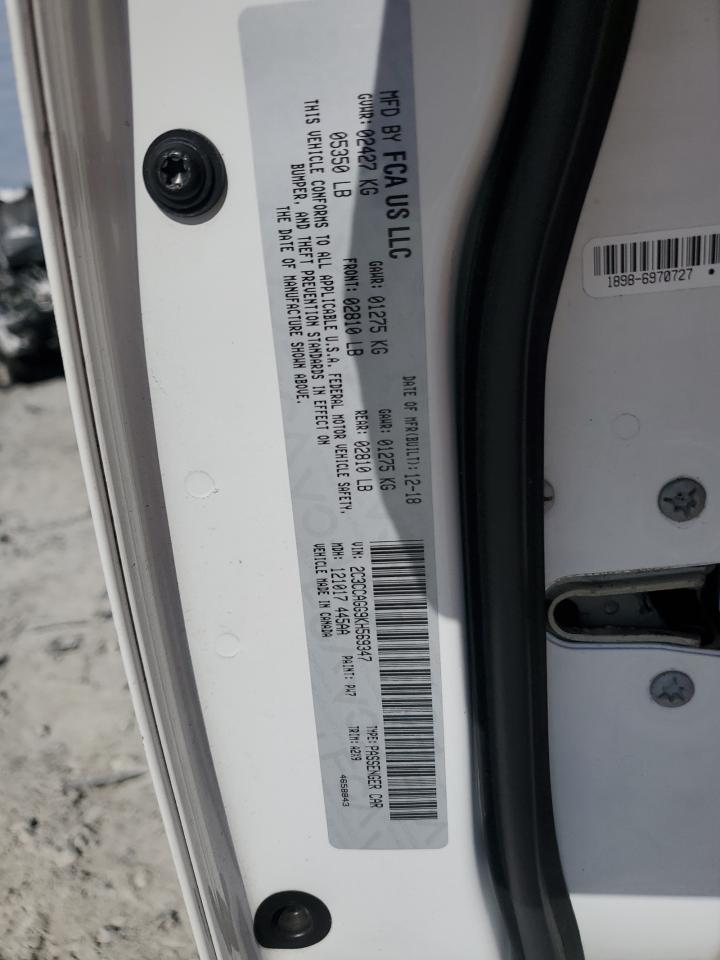 MFD BY FCA US LLC
DATE OF MFR(BUILT): 12-18
GVWR: 02427 KG GAWR: 01275 KG GAWR: 01275 KG
05350 LB FRONT: 02810 LB REAR: 02810 LB
THIS VEHICLE CONFORMS TO ALL APPLICABLE U.S.A. FEDERAL MOTOR VEHICLE SAFETY,
BUMPER, AND THEFT PREVENTION STANDARDS IN EFFECT ON
THE DATE OF MANUFACTURE SHOWN ABOVE.
VIN: 2C3CCAGG9KH569347 TYPE: PASSENGER CAR
MDH: 121017 445AA PAINT: PW7 TRIM: A2X9
VEHICLE MADE IN CANADA 4658843
1898-6970727